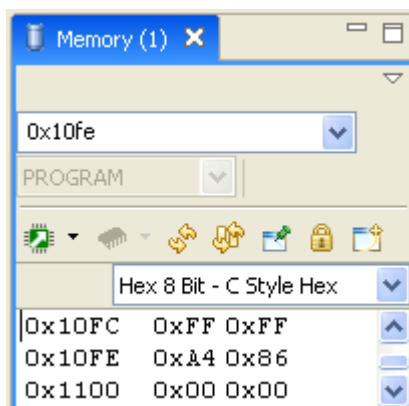 Memory (1)
0x10fe
PROGRAM
Hex 8 Bit - C Style Hex
0x10FC 0xFF 0xFF
0x10FE 0xA4 0x86
0x1100 0x00 0x00